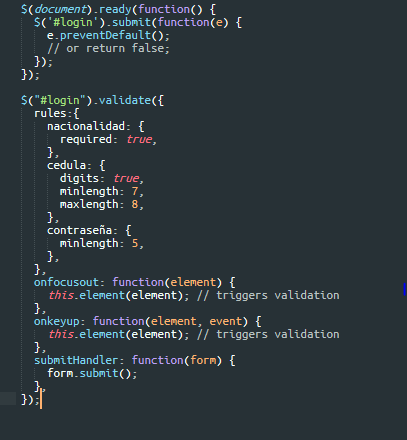 $(document).ready(function() {
  $('#login').submit(function(e) {
    e.preventDefault();
    // or return false;
  });
});

$("#login").validate({
  rules:{
    nacionalidad: {
      required: true,
    },
    cedula: {
      digits: true,
      minlength: 7,
      maxlength: 8,
    },
    contraseña: {
      minlength: 5,
    },
  },
  onfocusout: function(element) {
    this.element(element); // triggers validation
  },
  onkeyup: function(element, event) {
    this.element(element); // triggers validation
  },
  submitHandler: function(form) {
    form.submit();
  },
});